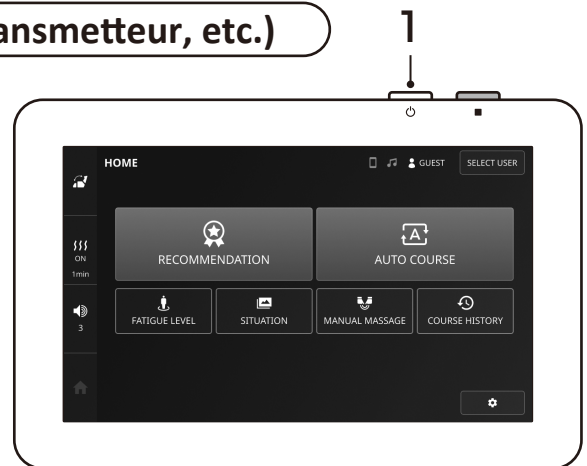 ansmetteur, etc.)
1
HOME
GUEST
SELECT USER
ON
1min
3
A
RECOMMENDATION
AUTO COURSE
FATIGUE LEVEL
SITUATION
MANUAL MASSAGE
COURSE HISTORY